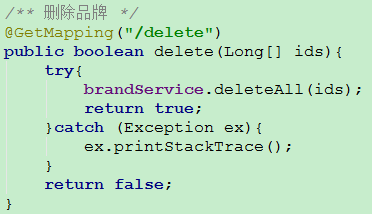 /** 删除品牌 */
@GetMapping("/delete")
public boolean delete(Long[] ids){
    try{
        brandService.deleteAll(ids);
        return true;
    }catch (Exception ex){
        ex.printStackTrace();
    }
    return false;
}